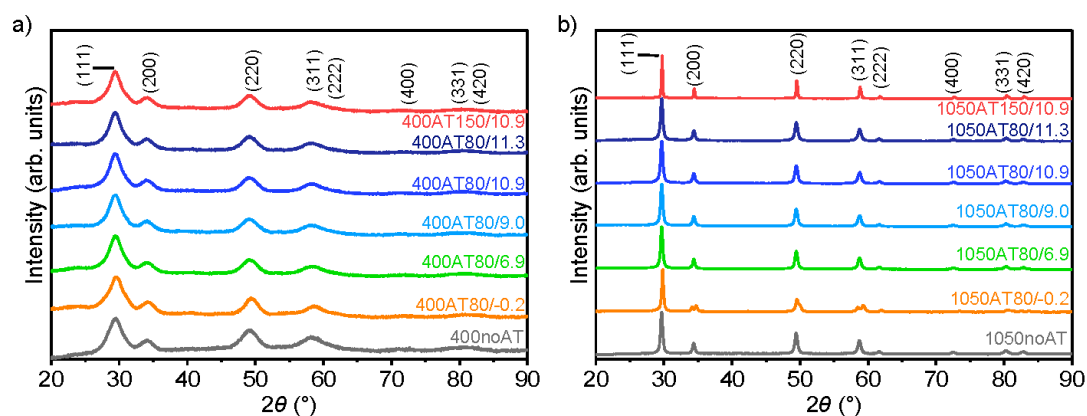 a)
Intensity (arb. units)
(111)
(200)
(220)
(311)
(222)
(400)
(331)
(420)
400AT150/10.9
400AT80/11.3
400AT80/10.9
400AT80/9.0
400AT80/6.9
400AT80/-0.2
400noAT
20 30 40 50 60 70 80 90
2θ (°)
b)
Intensity (arb. units)
(111)
(200)
(220)
(311)
(222)
(400)
(331)
(420)
1050AT150/10.9
1050AT80/11.3
1050AT80/10.9
1050AT80/9.0
1050AT80/6.9
1050AT80/-0.2
1050noAT
20 30 40 50 60 70 80 90
2θ (°)